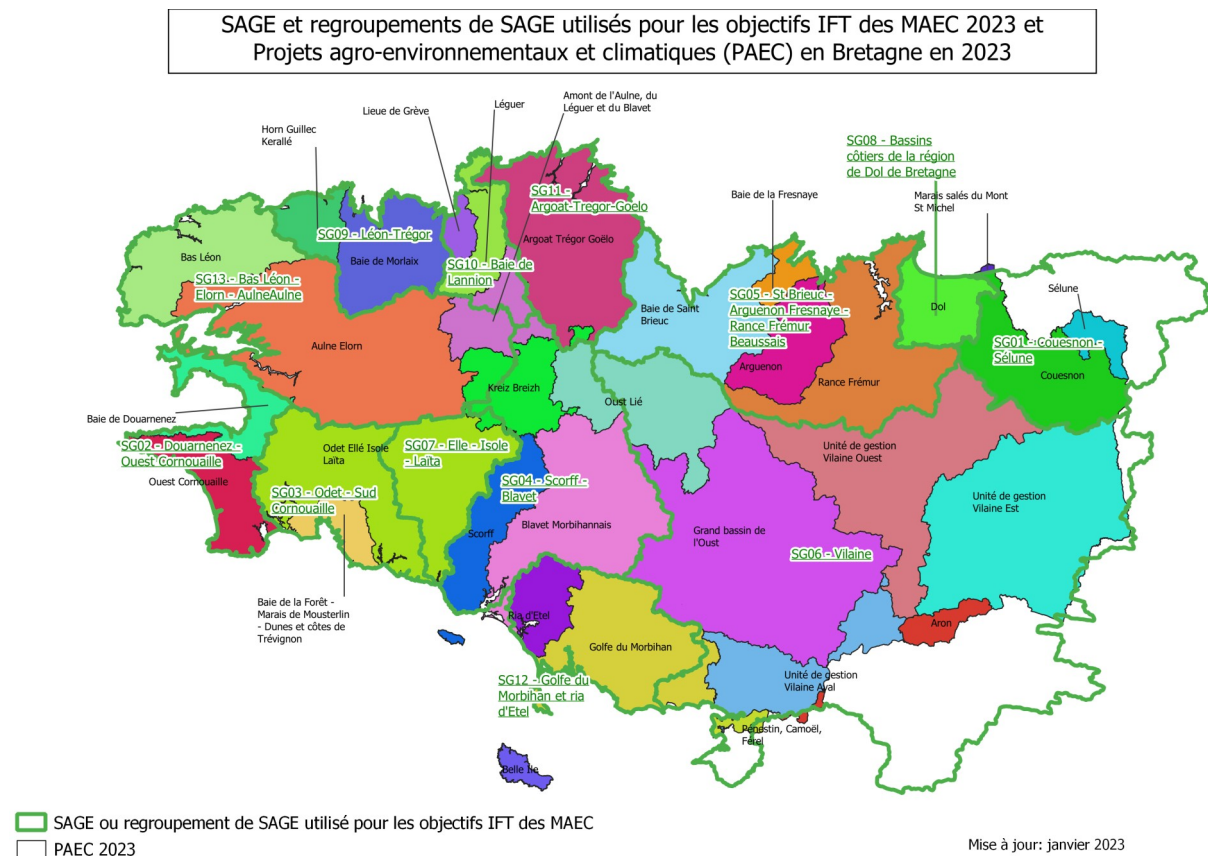 SAGE et regroupements de SAGE utilisés pour les objectifs IFT des MAEC 2023 et
Projets agro-environnementaux et climatiques (PAEC) en Bretagne en 2023
Amont de l'Aulne, du
Léguer et du Blavet
Léguer
Lieue de Grève
Horn Guillec
Kerallé
SG08 - Bassins
côtiers de la région
de Dol de Bretagne
Baie de la Fresnaye
Marais salés du Mont
St Michel
SG11 -
Argoat-Tregor-Goelo
Argoat Trégor Goëlo
SG09 - Léon-Trégor
Baie de Morlaix
Bas Léon
SG10 - Baie de
Lannion
SG13 - Bas Léon -
Elorn - AulneAulne
Sélune
Baie de Saint
Brieuc
SG05 - St Brieuc -
Arguenon Fresnaye -
Rance Frémur
Beaussais
Dol
SG01 - Couesnon -
Sélune
Couesnon
Aulne Elorn
Arguenon
Rance Frémur
Kreiz Breizh
Oust Lié
Baie de Douarnenez
SG02 - Douarnenez -
Ouest Cornouaille
Ouest Cornouaille
Odet Ellé Isole
Laïta
SG07 - Elle - Isole
- Laïta
Unité de gestion
Vilaine Ouest
SG03 - Odet - Sud
Cornouaille
SG04 - Scorff -
Blavet
Blavet Morbihannais
Scorff
Unité de gestion
Vilaine Est
Grand bassin de
l'Oust
SG06 - Vilaine
Baie de la Forêt -
Marais de Mousterlin
- Dunes et côtes de
Trévignon
Ria d'Etel
Aron
Golfe du Morbihan
SG12 - Golfe du
Morbihan et ria
d'Etel
Unité de gestion
Vilaine Aval
Pénestin, Camoël,
Férel
Belle Ile
SAGE ou regroupement de SAGE utilisé pour les objectifs IFT des MAEC
PAEC 2023
Mise à jour: janvier 2023